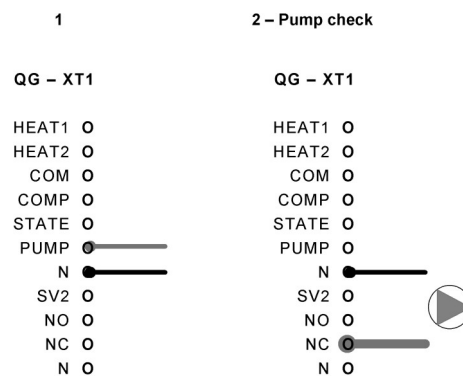 1
QG – XT1
HEAT1 O
HEAT2 O
COM O
COMP O
STATE O
PUMP O
N
SV2 O
NO O
NC O
N O
2 – Pump check
QG – XT1
HEAT1 O
HEAT2 O
COM O
COMP O
STATE O
PUMP O
N
SV2 O
NO O
NC O
N O